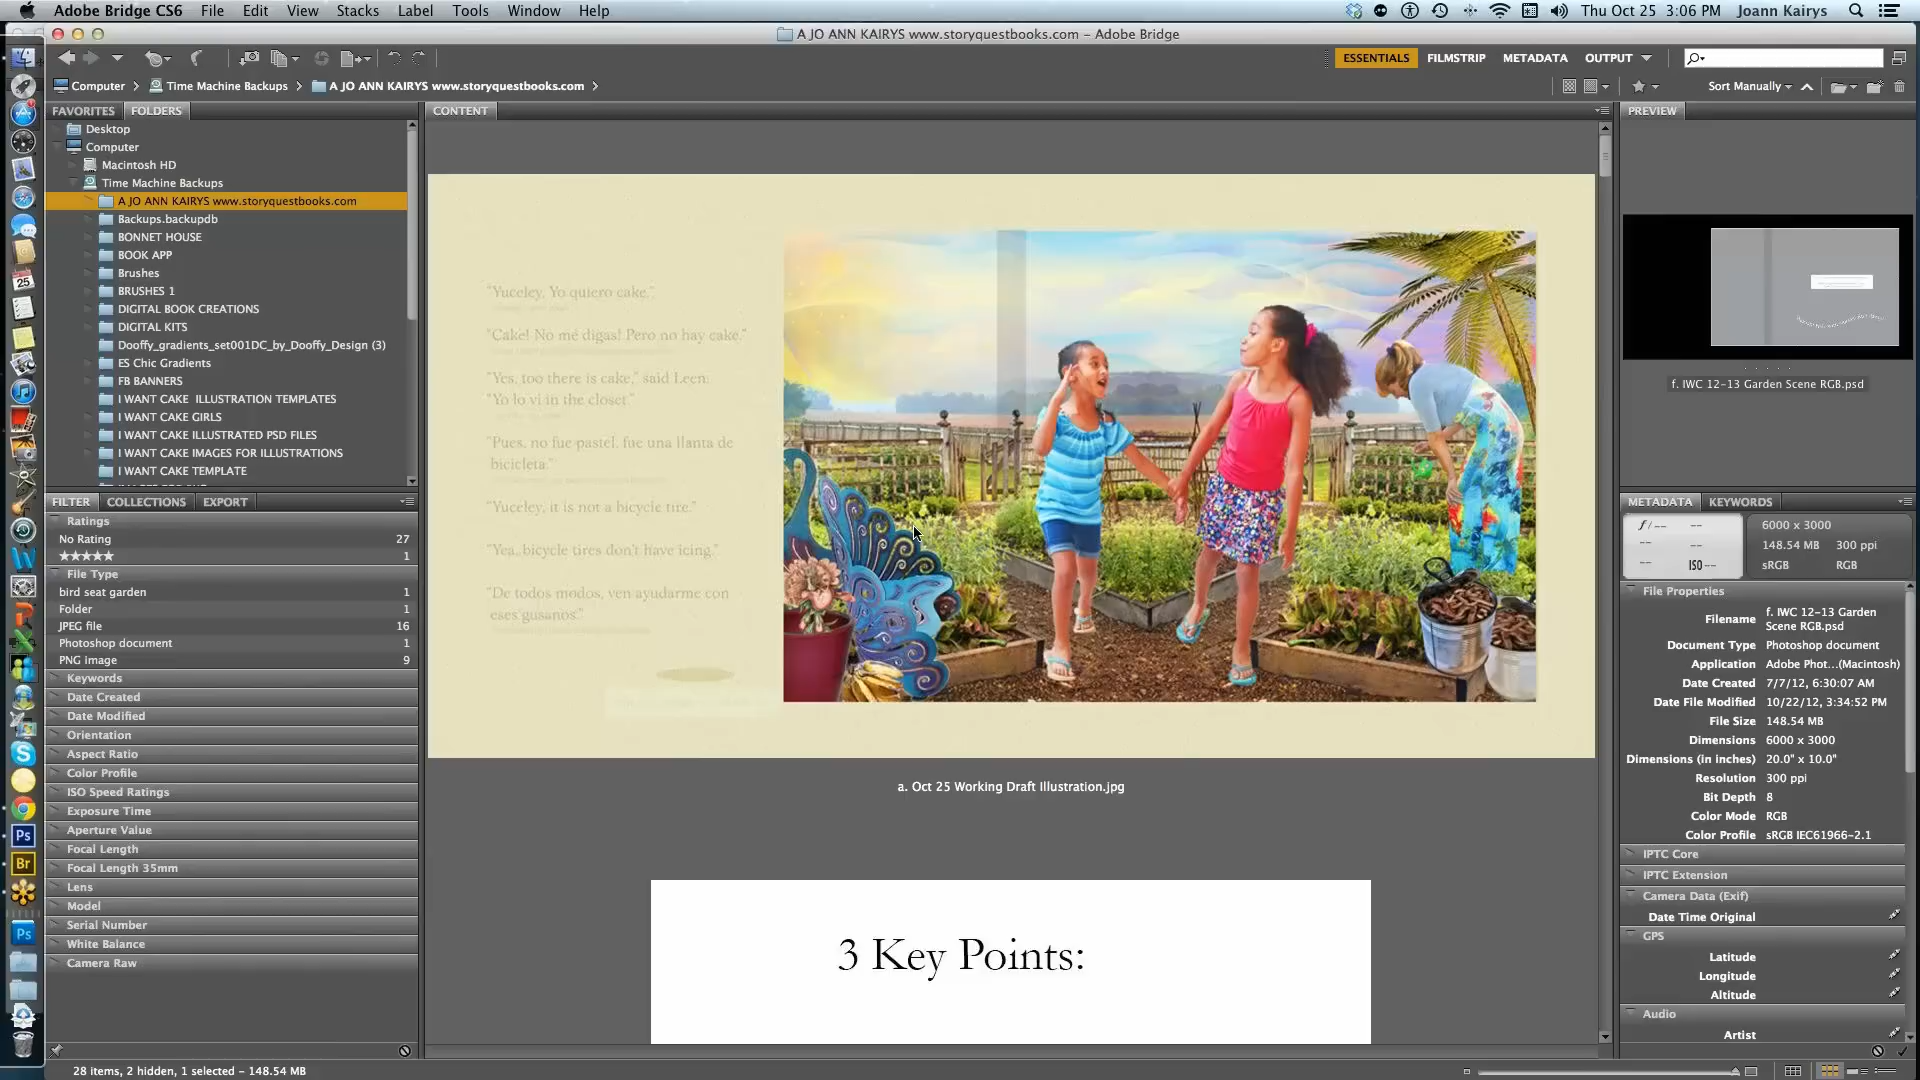 Adobe Bridge CS6 File Edit View Stacks Label Tools Window Help Thu Oct 25 3:06 PM Joann Kairys
A JO ANN KAIRYS www.storyquestbooks.com – Adobe Bridge
ESSENTIALS FILMSTRIP METADATA OUTPUT
Computer Time Machine Backups A JO ANN KAIRYS www.storyquestbooks.com Sort Manually
FAVORITES FOLDERS
Desktop
Computer
Macintosh HD
Time Machine Backups
A JO ANN KAIRYS www.storyquestbooks.com
Backups.backupdb
BONNET HOUSE
BOOK APP
Brushes
BRUSHES 1
DIGITAL BOOK CREATIONS
DIGITAL KITS
Dooffy_gradients_set001DC_by_Dooffy_Design (3)
ES Chic Gradients
FB BANNERS
I WANT CAKE ILLUSTRATION TEMPLATES
I WANT CAKE GIRLS
I WANT CAKE ILLUSTRATED PSD FILES
I WANT CAKE IMAGES FOR ILLUSTRATIONS
I WANT CAKE TEMPLATE
FILTER COLLECTIONS EXPORT
Ratings
No Rating 27
★★★★★ 1
File Type
bird seat garden 1
Folder 1
JPEG file 16
Photoshop document 1
PNG image 9
Keywords
Date Created
Date Modified
Orientation
Aspect Ratio
Color Profile
ISO Speed Ratings
Exposure Time
Aperture Value
Focal Length
Focal Length 35mm
Lens
Model
Serial Number
White Balance
Camera Raw
28 items, 2 hidden, 1 selected – 148.54 MB
CONTENT
"Yuceley, Yo quiero cake."
"Cake! No me digas! Pero no hay cake."
"Yes, too there is cake," said Leen.
"Yo lo vi in the closet."
"Pues, no fue pastel, fue una llanta de
bicicleta."
"Yuceley, it is not a bicycle tire."
"Yea, bicycle tires don't have icing."
"De todos modos, ven ayudarme con
eses gusanos."
a. Oct 25 Working Draft Illustration.jpg
3 Key Points:
PREVIEW
f. IWC 12-13 Garden Scene RGB.psd
METADATA KEYWORDS
f/-- -- 6000 x 3000
-- -- 148.54 MB 300 ppi
-- ISO -- sRGB RGB
File Properties
Filename f. IWC 12-13 Garden
Scene RGB.psd
Document Type Photoshop document
Application Adobe Phot...(Macintosh)
Date Created 7/7/12, 6:30:07 AM
Date File Modified 10/22/12, 3:34:52 PM
File Size 148.54 MB
Dimensions 6000 x 3000
Dimensions (in inches) 20.0" x 10.0"
Resolution 300 ppi
Bit Depth 8
Color Mode RGB
Color Profile sRGB IEC61966-2.1
IPTC Core
IPTC Extension
Camera Data (Exif)
Date Time Original
GPS
Latitude
Longitude
Altitude
Audio
Artist